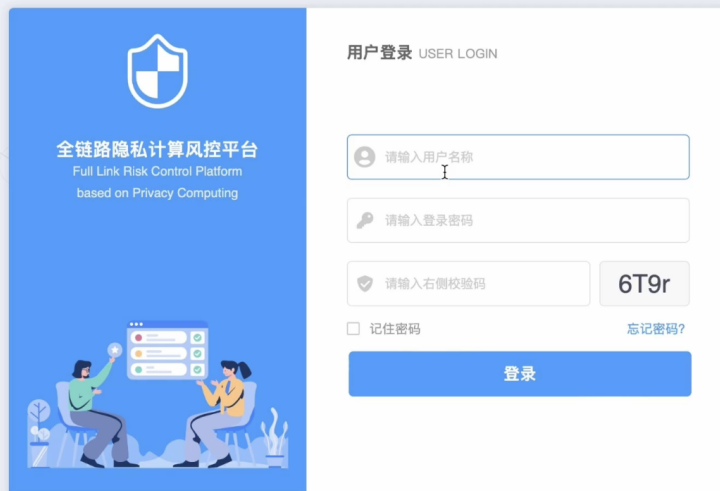 全链路隐私计算风控平台
Full Link Risk Control Platform
based on Privacy Computing
用户登录 USER LOGIN
请输入用户名称
请输入登录密码
请输入右侧校验码
6T9r
记住密码
忘记密码?
登录